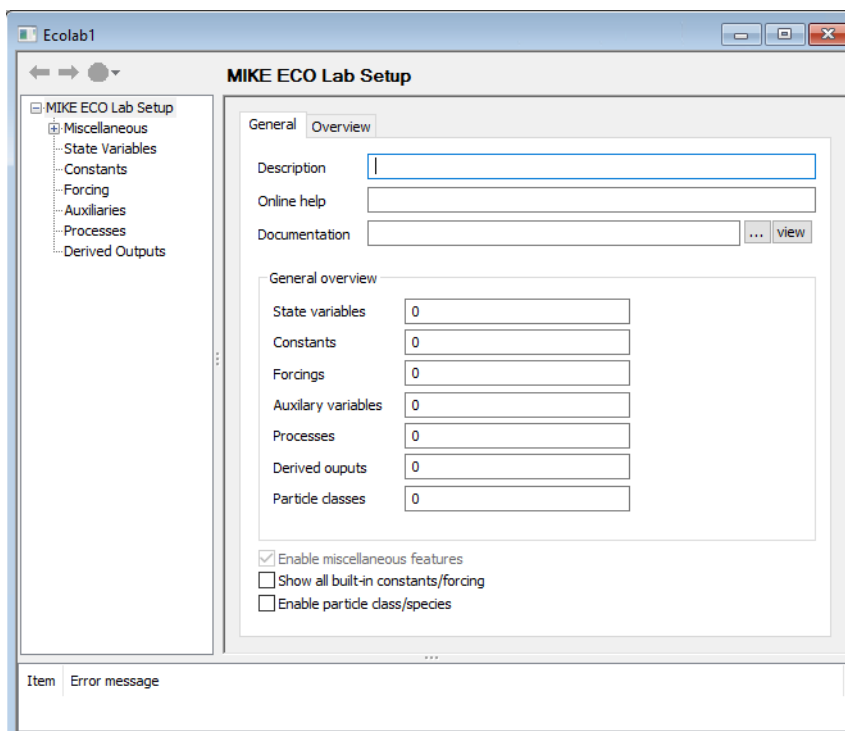 Ecolab1
MIKE ECO Lab Setup
MIKE ECO Lab Setup
Miscellaneous
State Variables
Constants
Forcing
Auxiliaries
Processes
Derived Outputs
General
Overview
Description
Online help
Documentation
... view
General overview
State variables 0
Constants 0
Forcings 0
Auxilary variables 0
Processes 0
Derived ouputs 0
Particle classes 0
Enable miscellaneous features
Show all built-in constants/forcing
Enable particle class/species
Item Error message